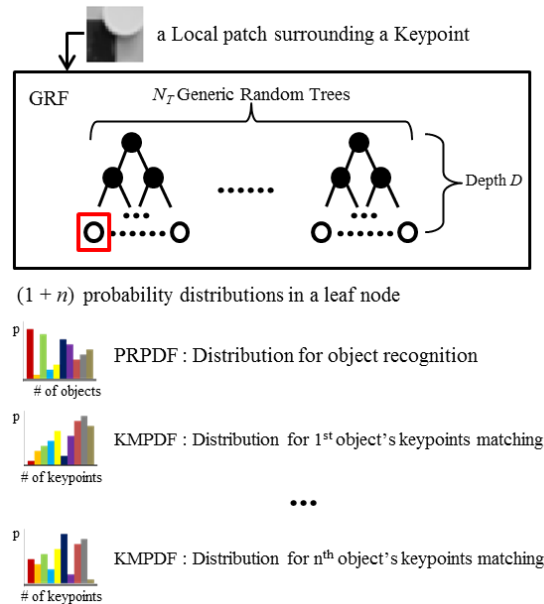 a Local patch surrounding a Keypoint
GRF
N_T Generic Random Trees
Depth D
(1 + n) probability distributions in a leaf node
p
PRPDF : Distribution for object recognition
# of objects
p
KMPDF : Distribution for 1st object's keypoints matching
# of keypoints
p
KMPDF : Distribution for nth object's keypoints matching
# of keypoints